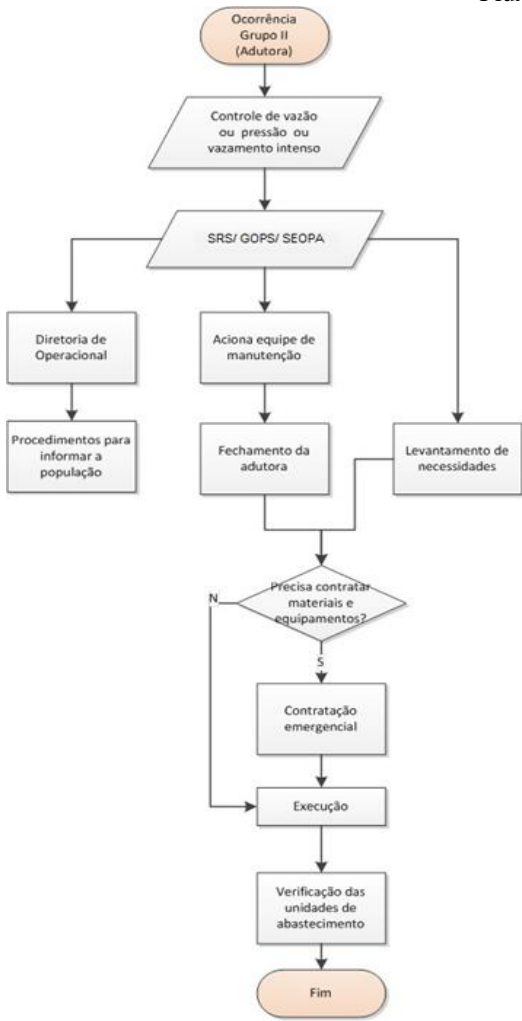 Ocorrência
Grupo II
(Adutora)
Controle de vazão
ou pressão ou
vazamento intenso
SRS/ GOPS/ SEOPA
Diretoria de
Operacional
Aciona equipe de
manutenção
Procedimentos para
informar a
população
Fechamento da
adutora
Levantamento de
necessidades
Precisa contratar
materiais e
equipamentos?
N
S
Contratação
emergencial
Execução
Verificação das
unidades de
abastecimento
Fim